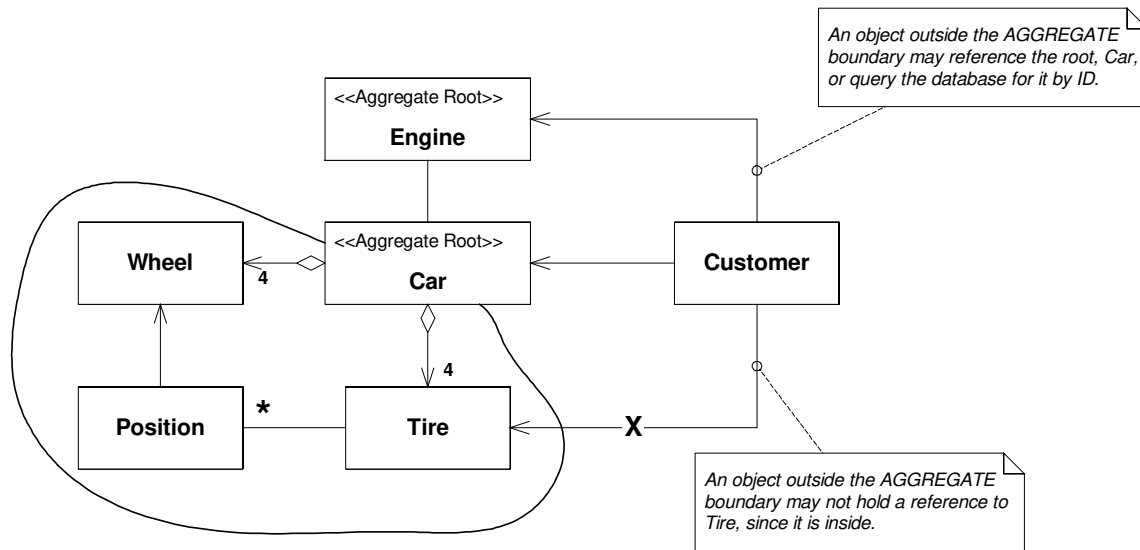 An object outside the AGGREGATE
boundary may reference the root, Car,
or query the database for it by ID.
<<Aggregate Root>>
Engine
Wheel
4
<<Aggregate Root>>
Car
Customer
4
Position
*
Tire
X
An object outside the AGGREGATE
boundary may not hold a reference to
Tire, since it is inside.